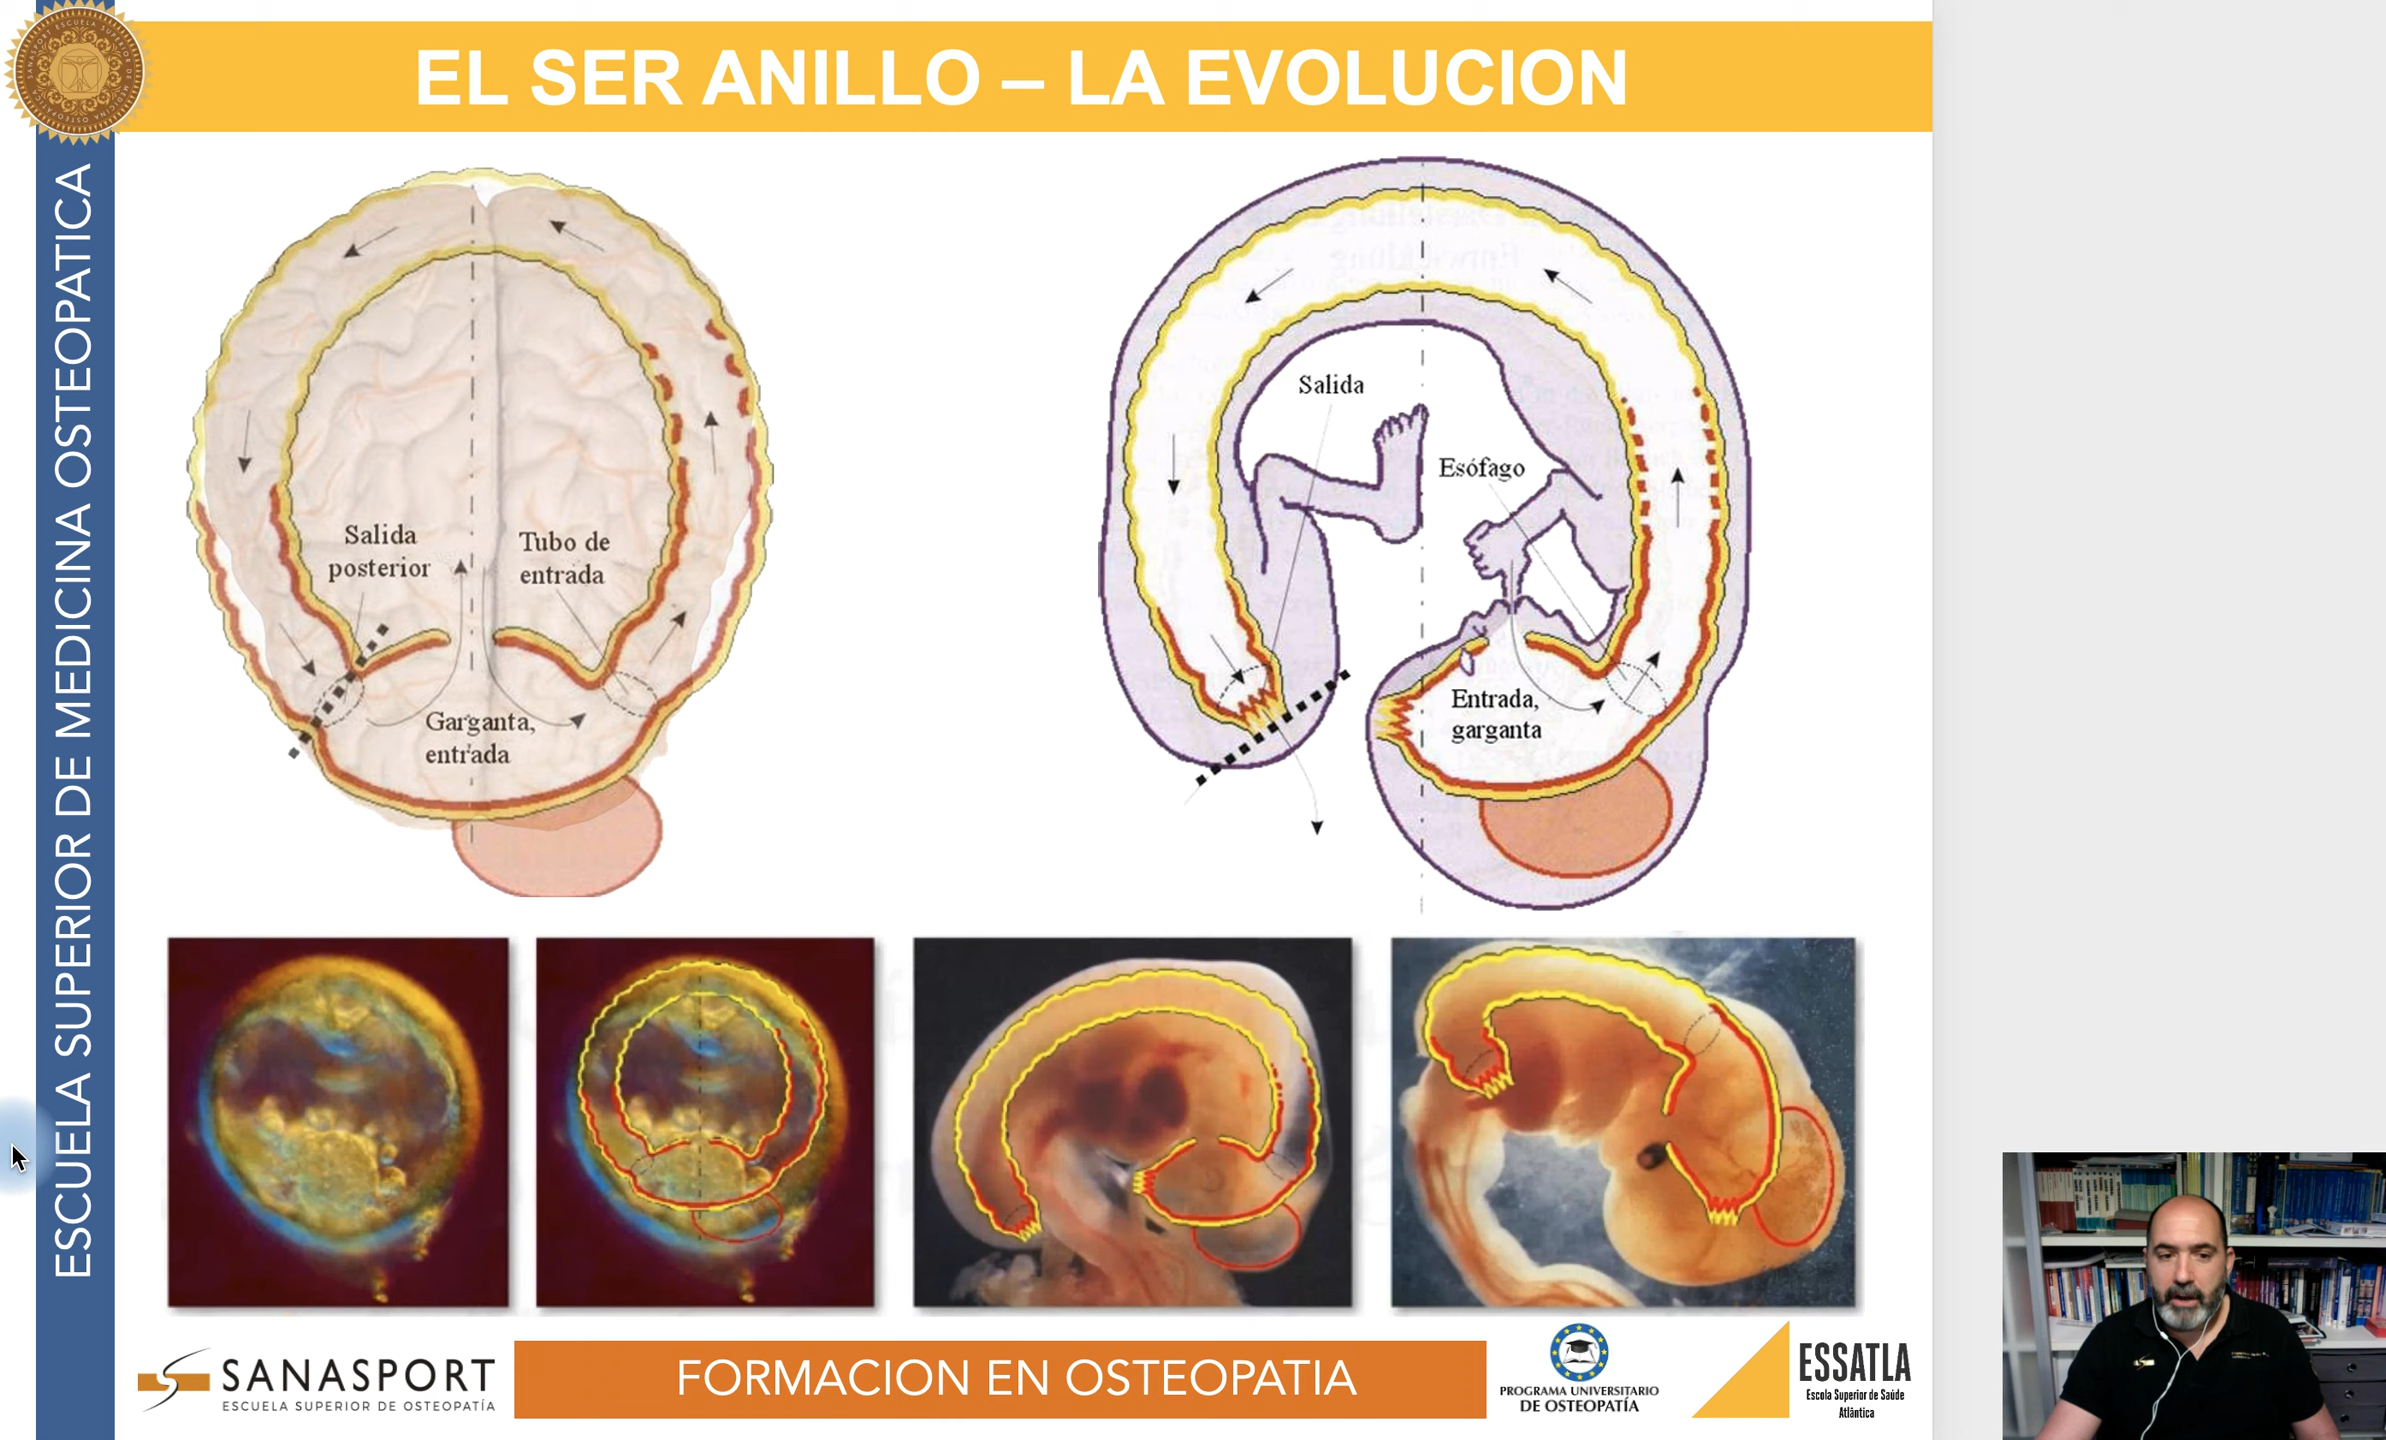 EL SER ANILLO – LA EVOLUCION
ESCUELA SUPERIOR DE MEDICINA OSTEOPATICA
Salida
posterior
Tubo de
entrada
Garganta,
entrada
Salida
Esófago
Entrada,
garganta
SANASPORT
ESCUELA SUPERIOR DE OSTEOPATÍA
FORMACION EN OSTEOPATIA
PROGRAMA UNIVERSITARIO
DE OSTEOPATÍA
ESSATLA
Escola Superior de Saúde
Atlântica